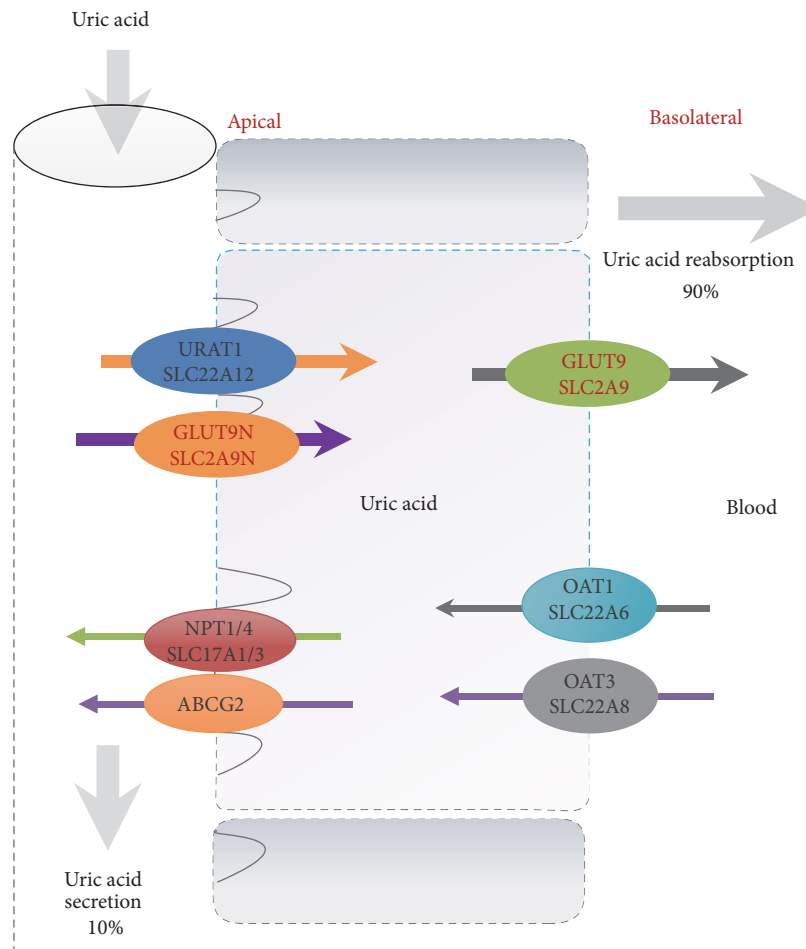 Uric acid
Apical
Basolateral
Uric acid reabsorption
90%
URAT1
SLC22A12
GLUT9
SLC2A9
GLUT9N
SLC2A9N
Uric acid
Blood
OAT1
SLC22A6
NPT1/4
SLC17A1/3
OAT3
SLC22A8
ABCG2
Uric acid
secretion
10%